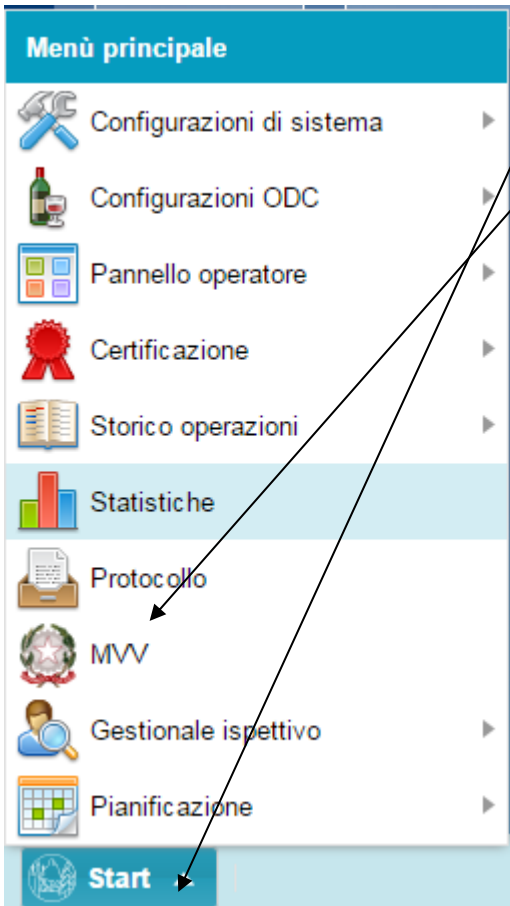 Menù principale
Configurazioni di sistema
Configurazioni ODC
Pannello operatore
Certificazione
Storico operazioni
Statistiche
Protocollo
MVV
Gestionale ispettivo
Pianificazione
Start